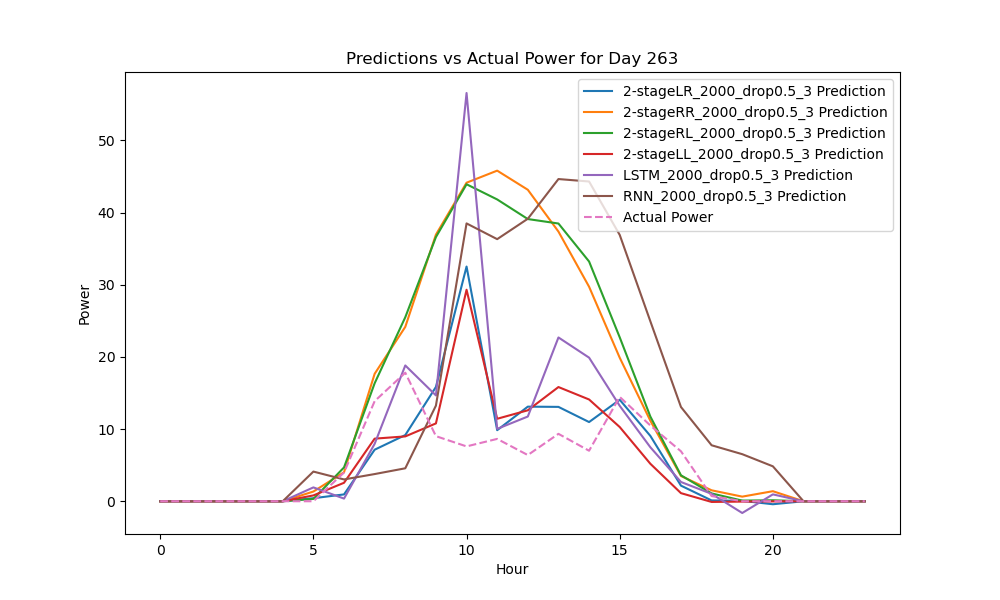 Predictions vs Actual Power for Day 263
2-stageLR_2000_drop0.5_3 Prediction
2-stageRR_2000_drop0.5_3 Prediction
2-stageRL_2000_drop0.5_3 Prediction
2-stageLL_2000_drop0.5_3 Prediction
LSTM_2000_drop0.5_3 Prediction
RNN_2000_drop0.5_3 Prediction
Actual Power
50
40
30
20
10
0
Power
0 5 10 15 20
Hour